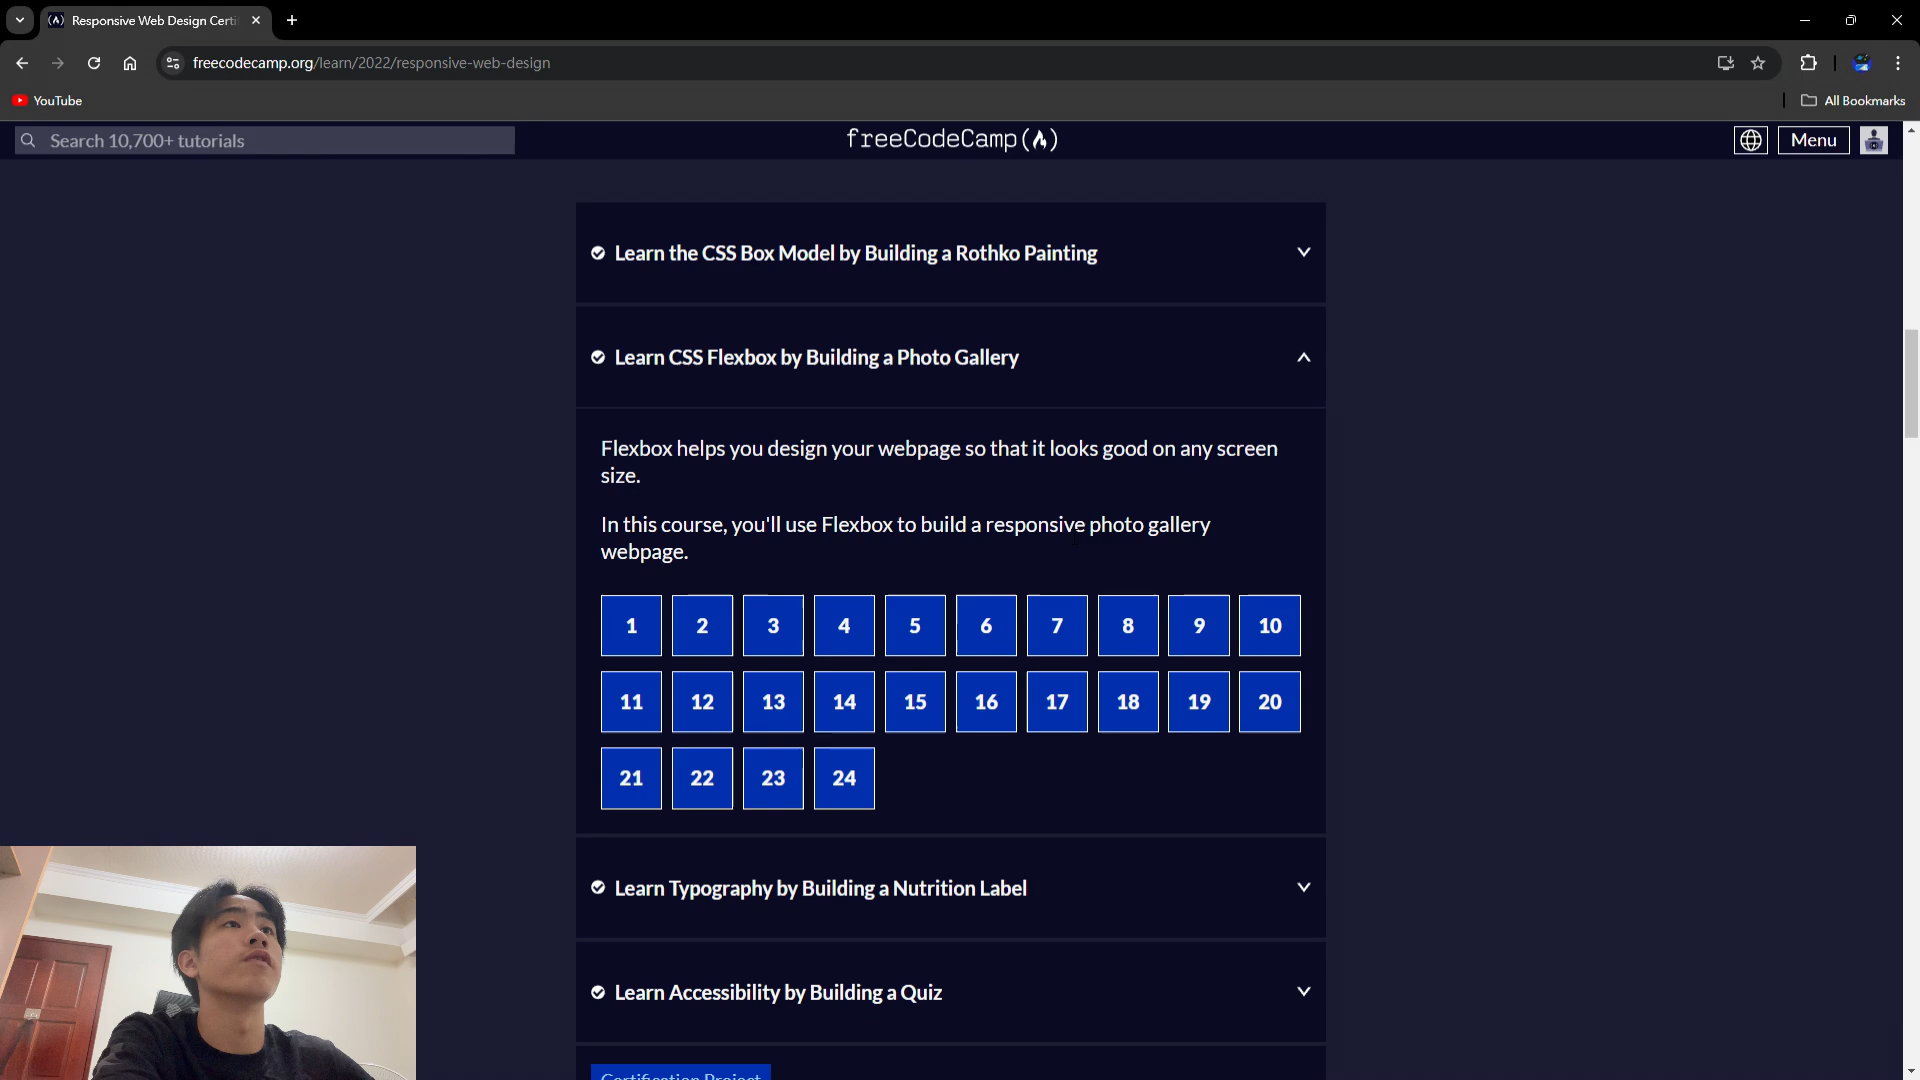 Responsive Web Design Certi
freecodecamp.org/learn/2022/responsive-web-design
YouTube
All Bookmarks
Search 10,700+ tutorials
freeCodeCamp
Menu
Learn the CSS Box Model by Building a Rothko Painting
Learn CSS Flexbox by Building a Photo Gallery
Flexbox helps you design your webpage so that it looks good on any screen
size.
In this course, you'll use Flexbox to build a responsive photo gallery
webpage.
1 2 3 4 5 6 7 8 9 10
11 12 13 14 15 16 17 18 19 20
21 22 23 24
Learn Typography by Building a Nutrition Label
Learn Accessibility by Building a Quiz
Certification Project